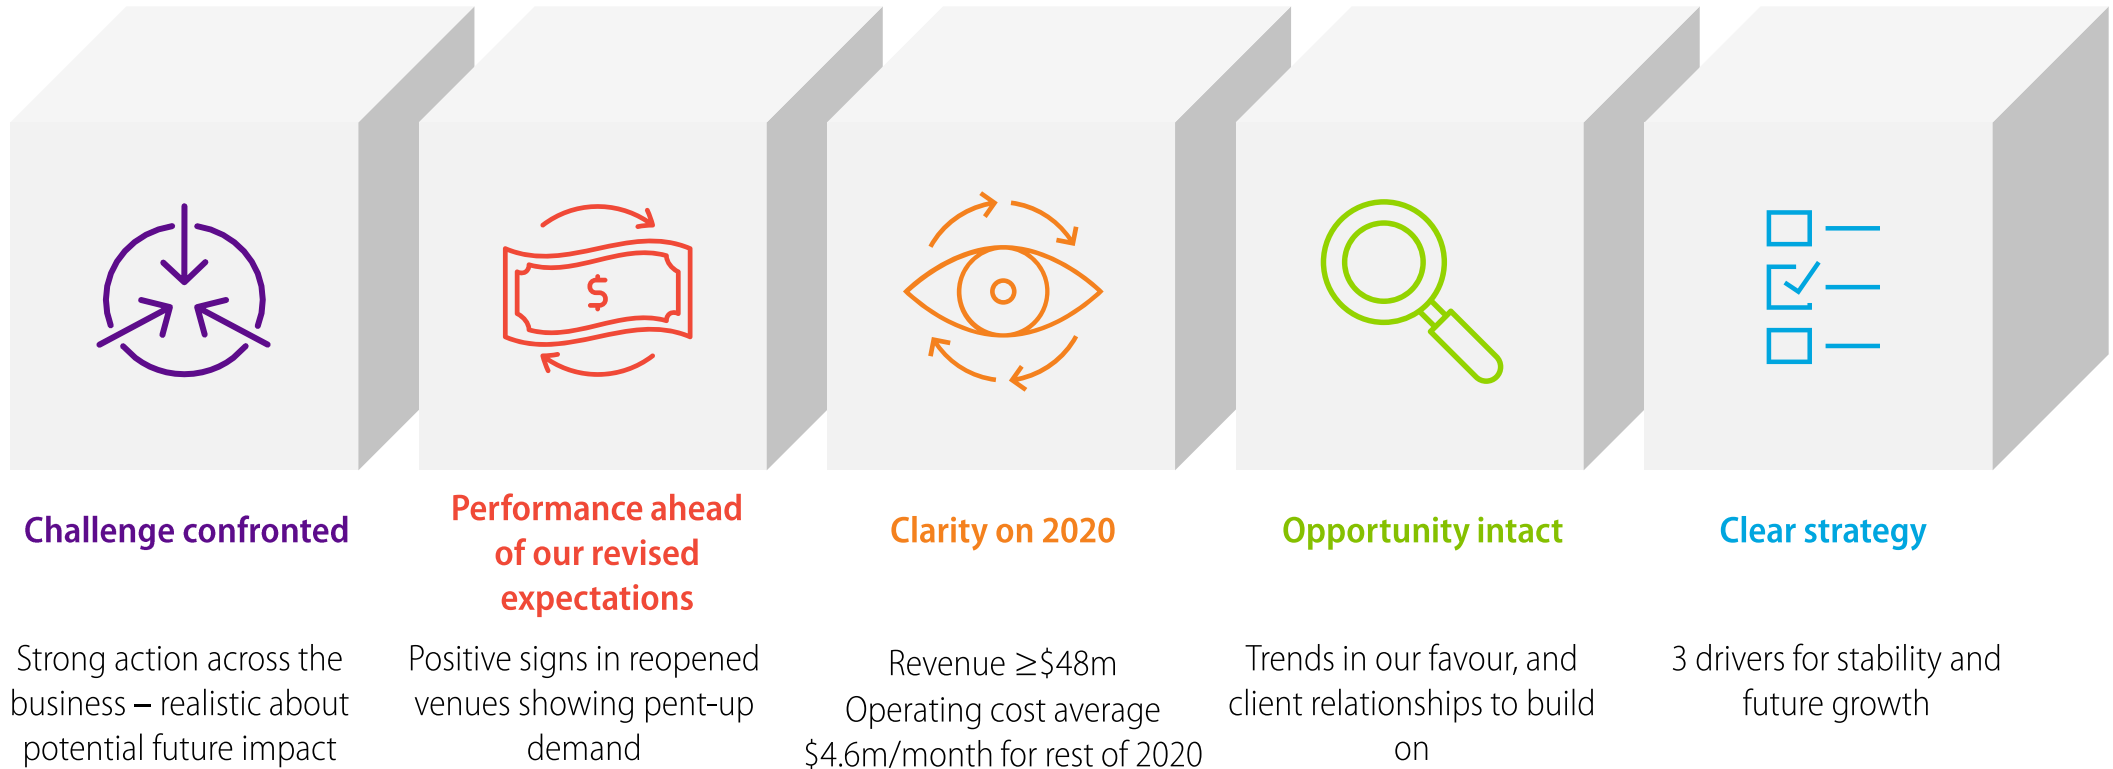 $
Challenge confronted
Strong action across the
business – realistic about
potential future impact
Performance ahead
of our revised
expectations
Positive signs in reopened
venues showing pent-up
demand
Clarity on 2020
Revenue ≥$48m
Operating cost average
$4.6m/month for rest of 2020
Opportunity intact
Trends in our favour, and
client relationships to build
on
Clear strategy
3 drivers for stability and
future growth